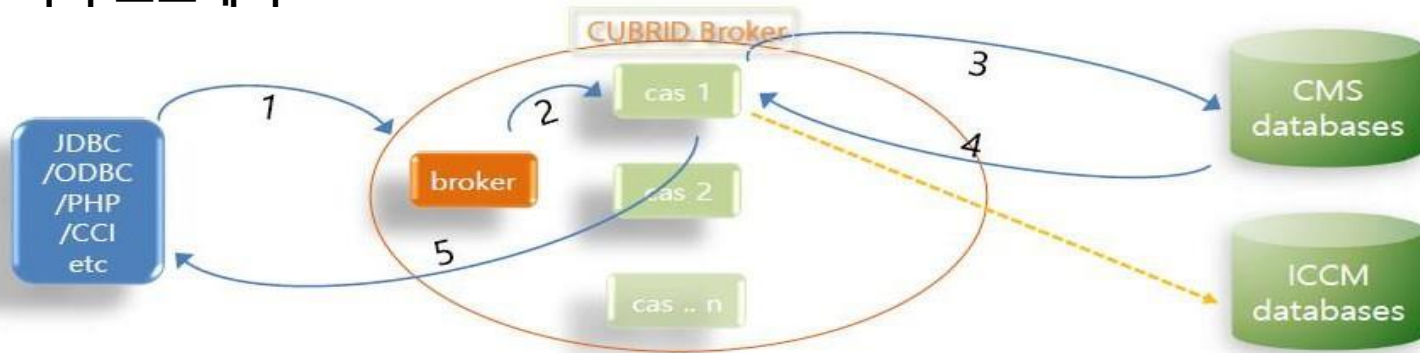 CUBRID Broker
1
2
3
4
5
JDBC
/ODBC
/PHP
/CCI
etc
broker
cas 1
cas 2
cas .. n
CMS
databases
ICCM
databases